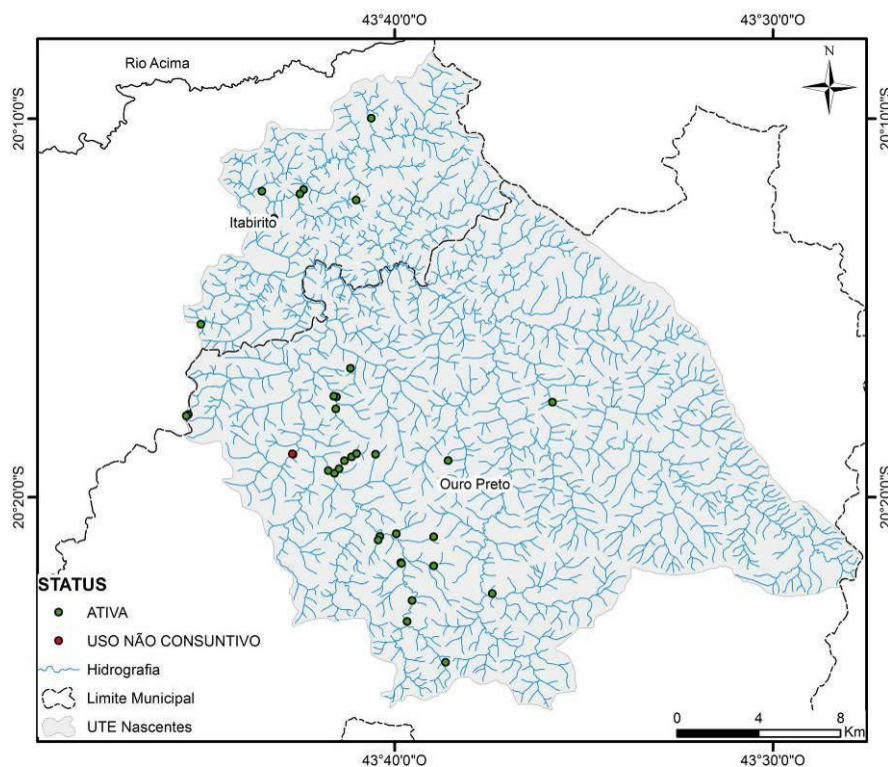 43°40'0"O
43°30'0"O
Rio Acima
N
20°10'0"S
20°10'0"S
Itabirito
Ouro Preto
20°20'0"S
20°20'0"S
STATUS
ATIVA
USO NÃO CONSUNTIVO
Hidrografia
Limite Municipal
UTE Nascentes
0 4 8
Km
43°40'0"O
43°30'0"O